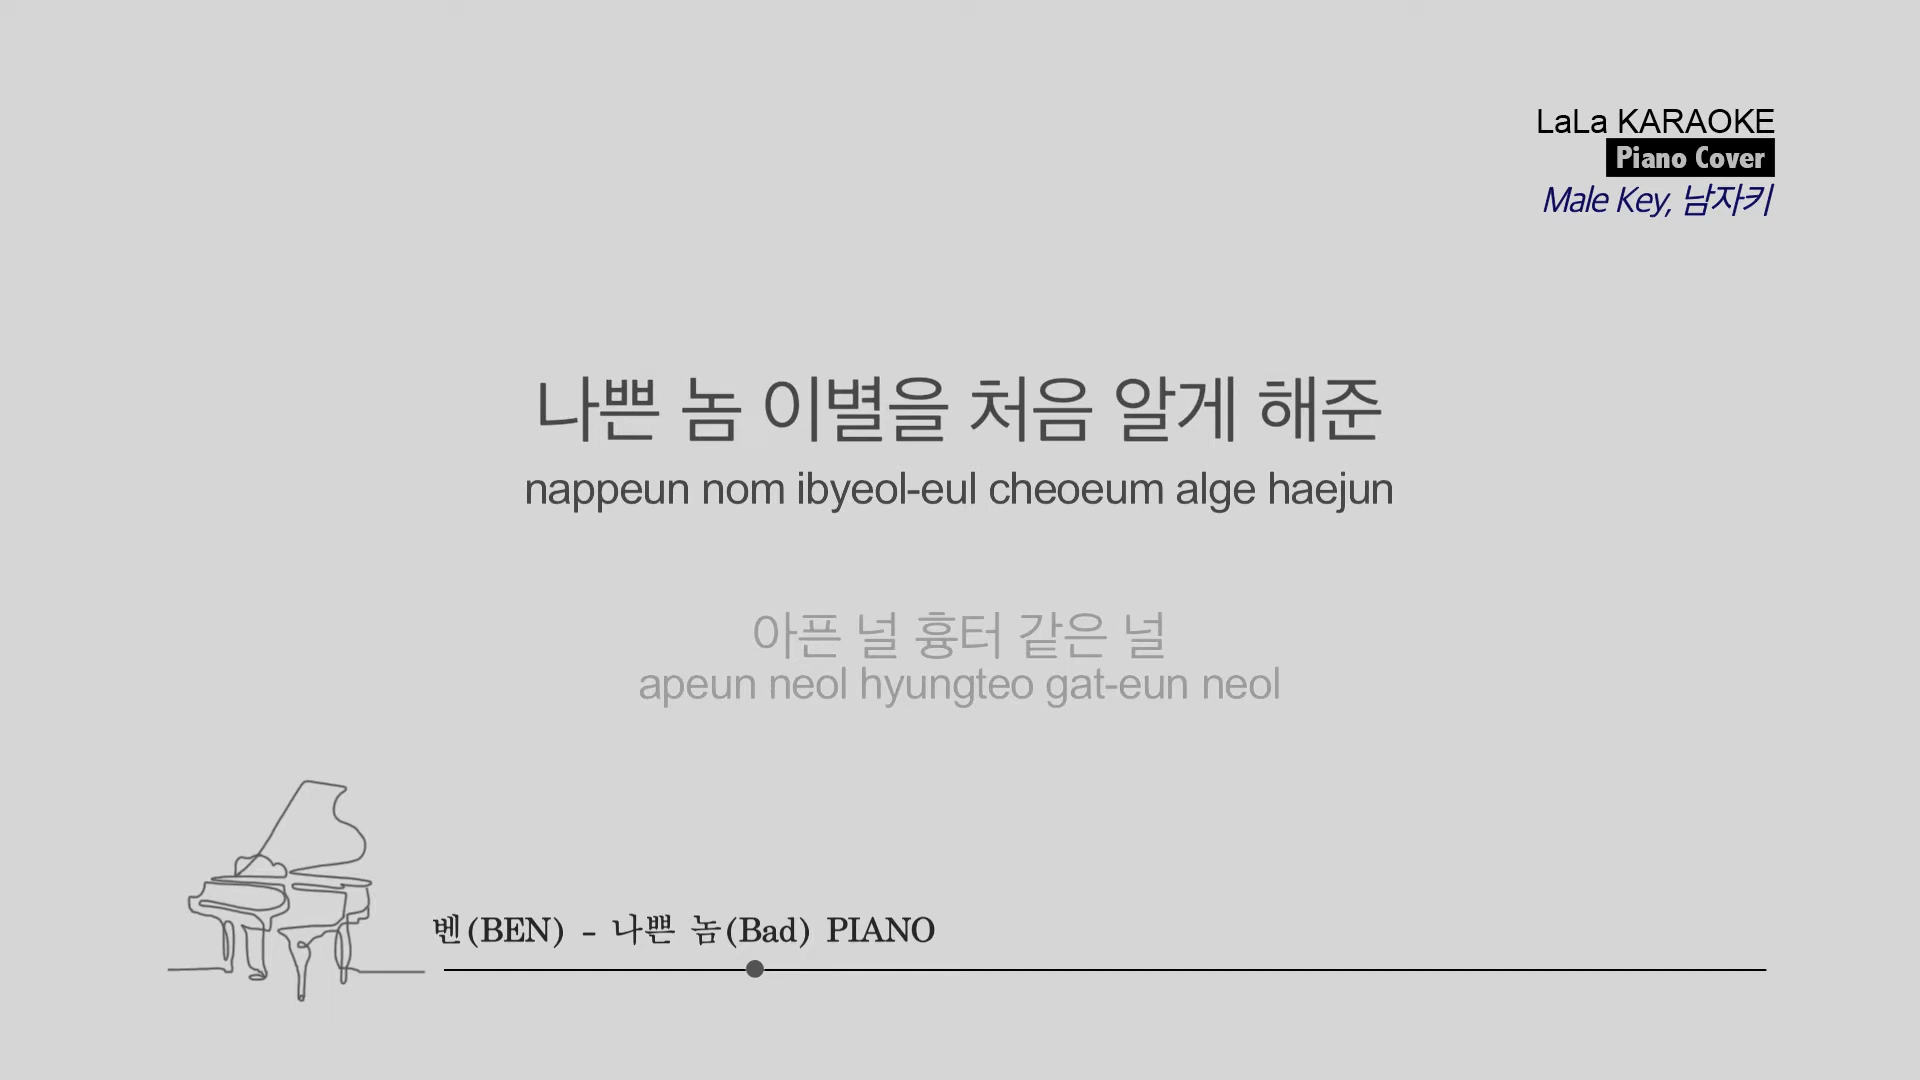 LaLa KARAOKE
Piano Cover
Male Key, 남자키
나쁜 놈 이별을 처음 알게 해준
nappeun nom ibyeol-eul cheoeum alge haejun
아픈 널 흉터 같은 널
apeun neol hyungteo gat-eun neol
벤(BEN) - 나쁜 놈(Bad) PIANO